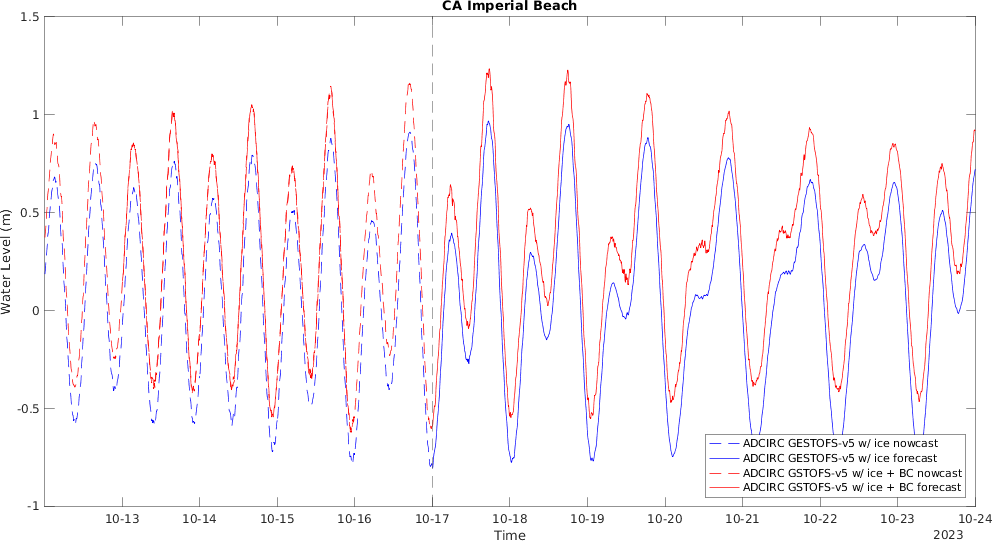 CA Imperial Beach
1.5
1
0.5
0
-0.5
-1
Water Level (m)
10-13 10-14 10-15 10-16 10-17 10-18 10-19 10-20 10-21 10-22 10-23 10-24
Time
2023
ADCIRC GESTOFS-v5 w/ ice nowcast
ADCIRC GESTOFS-v5 w/ ice forecast
ADCIRC GSTOFS-v5 w/ ice + BC nowcast
ADCIRC GSTOFS-v5 w/ ice + BC forecast